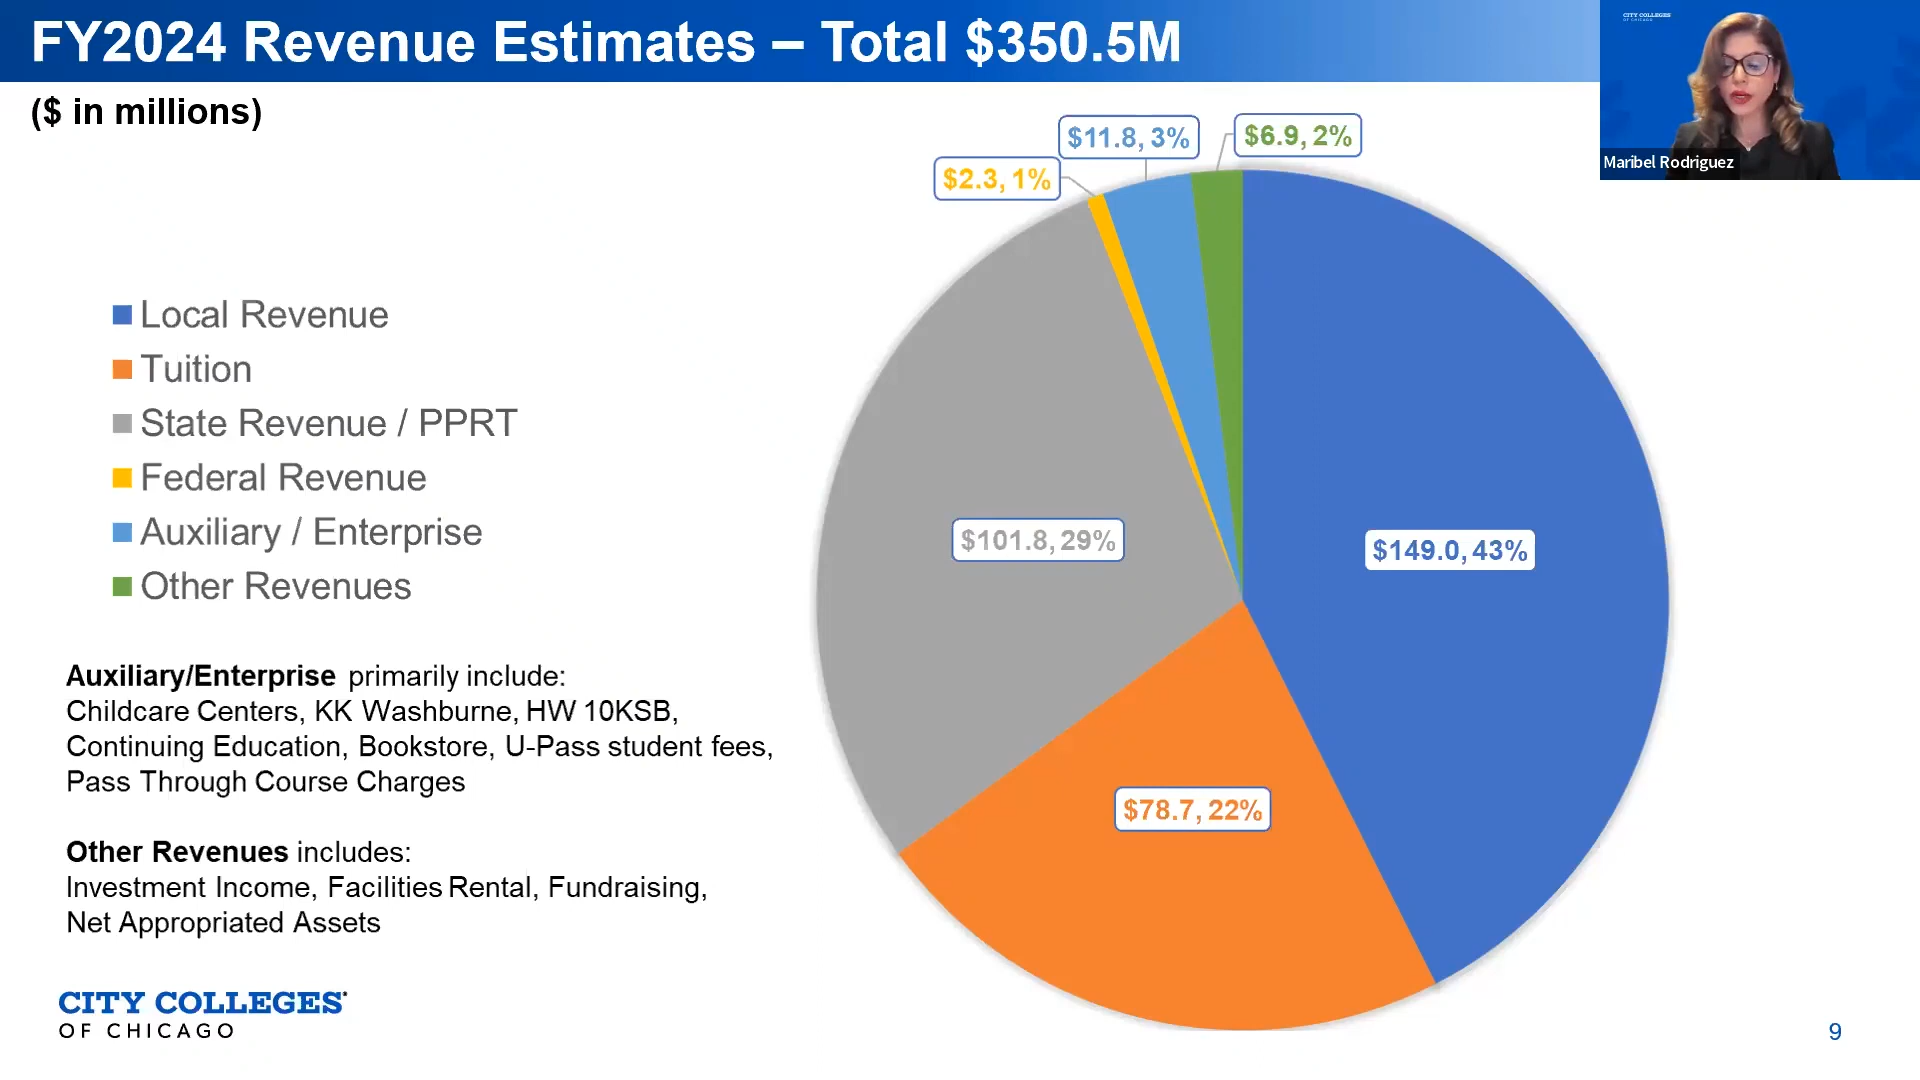 FY2024 Revenue Estimates – Total $350.5M
($ in millions)
CITY COLLEGES
OF CHICAGO
Maribel Rodriguez
$11.8, 3%
$6.9, 2%
$2.3, 1%
Local Revenue
Tuition
State Revenue / PPRT
Federal Revenue
Auxiliary / Enterprise
Other Revenues
$101.8, 29%
$149.0, 43%
$78.7, 22%
Auxiliary/Enterprise primarily include:
Childcare Centers, KK Washburne, HW 10KSB,
Continuing Education, Bookstore, U-Pass student fees,
Pass Through Course Charges
Other Revenues includes:
Investment Income, Facilities Rental, Fundraising,
Net Appropriated Assets
CITY COLLEGES
OF CHICAGO
9